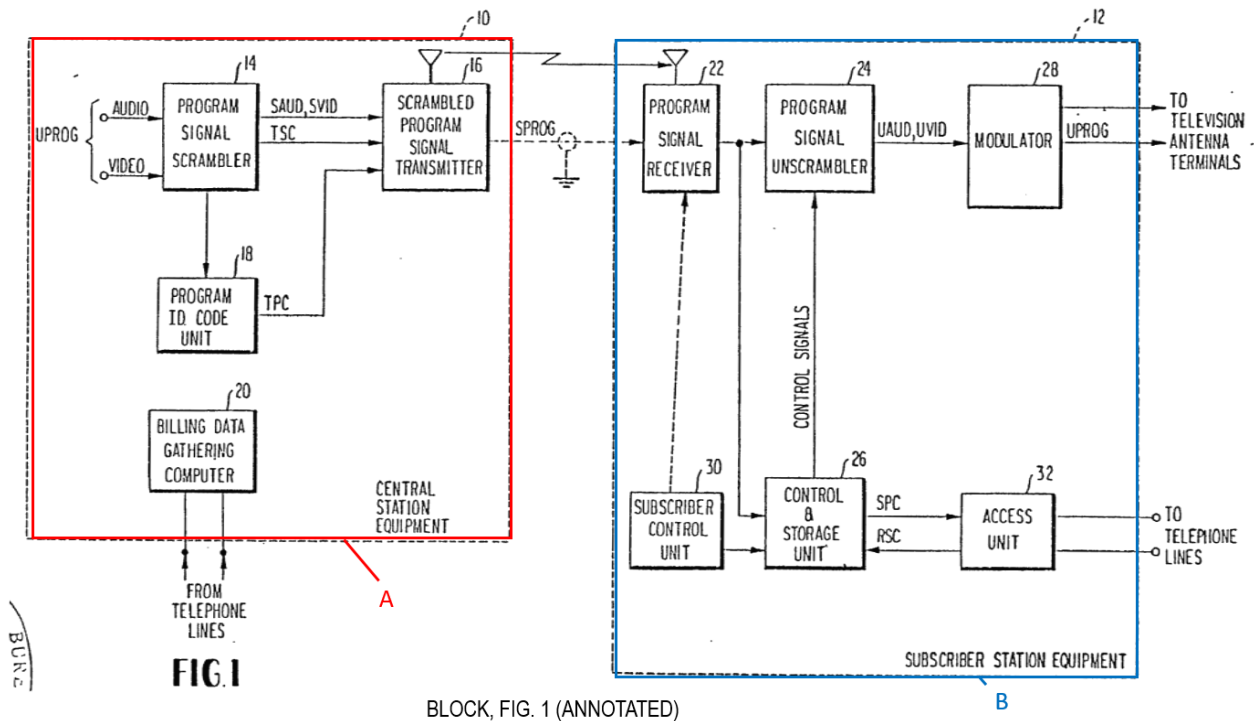 10
12
14
16
22
24
28
UPROG
AUDIO
VIDEO
PROGRAM
SIGNAL
SCRAMBLER
SAUD, SVID
TSC
SCRAMBLED
PROGRAM
SIGNAL
TRANSMITTER
SPROG
PROGRAM
SIGNAL
RECEIVER
PROGRAM
SIGNAL
UNSCRAMBLER
UAUD, UVID
MODULATOR
UPROG
TO
TELEVISION
ANTENNA
TERMINALS
18
PROGRAM
I.D. CODE
UNIT
TPC
CONTROL SIGNALS
20
BILLING DATA
GATHERING
COMPUTER
CENTRAL
STATION
EQUIPMENT
30
SUBSCRIBER
CONTROL
UNIT
26
CONTROL
&
STORAGE
UNIT
SPC
RSC
32
ACCESS
UNIT
TO
TELEPHONE
LINES
FROM
TELEPHONE
LINES
A
SUBSCRIBER STATION EQUIPMENT
B
FIG.1
BLOCK, FIG. 1 (ANNOTATED)